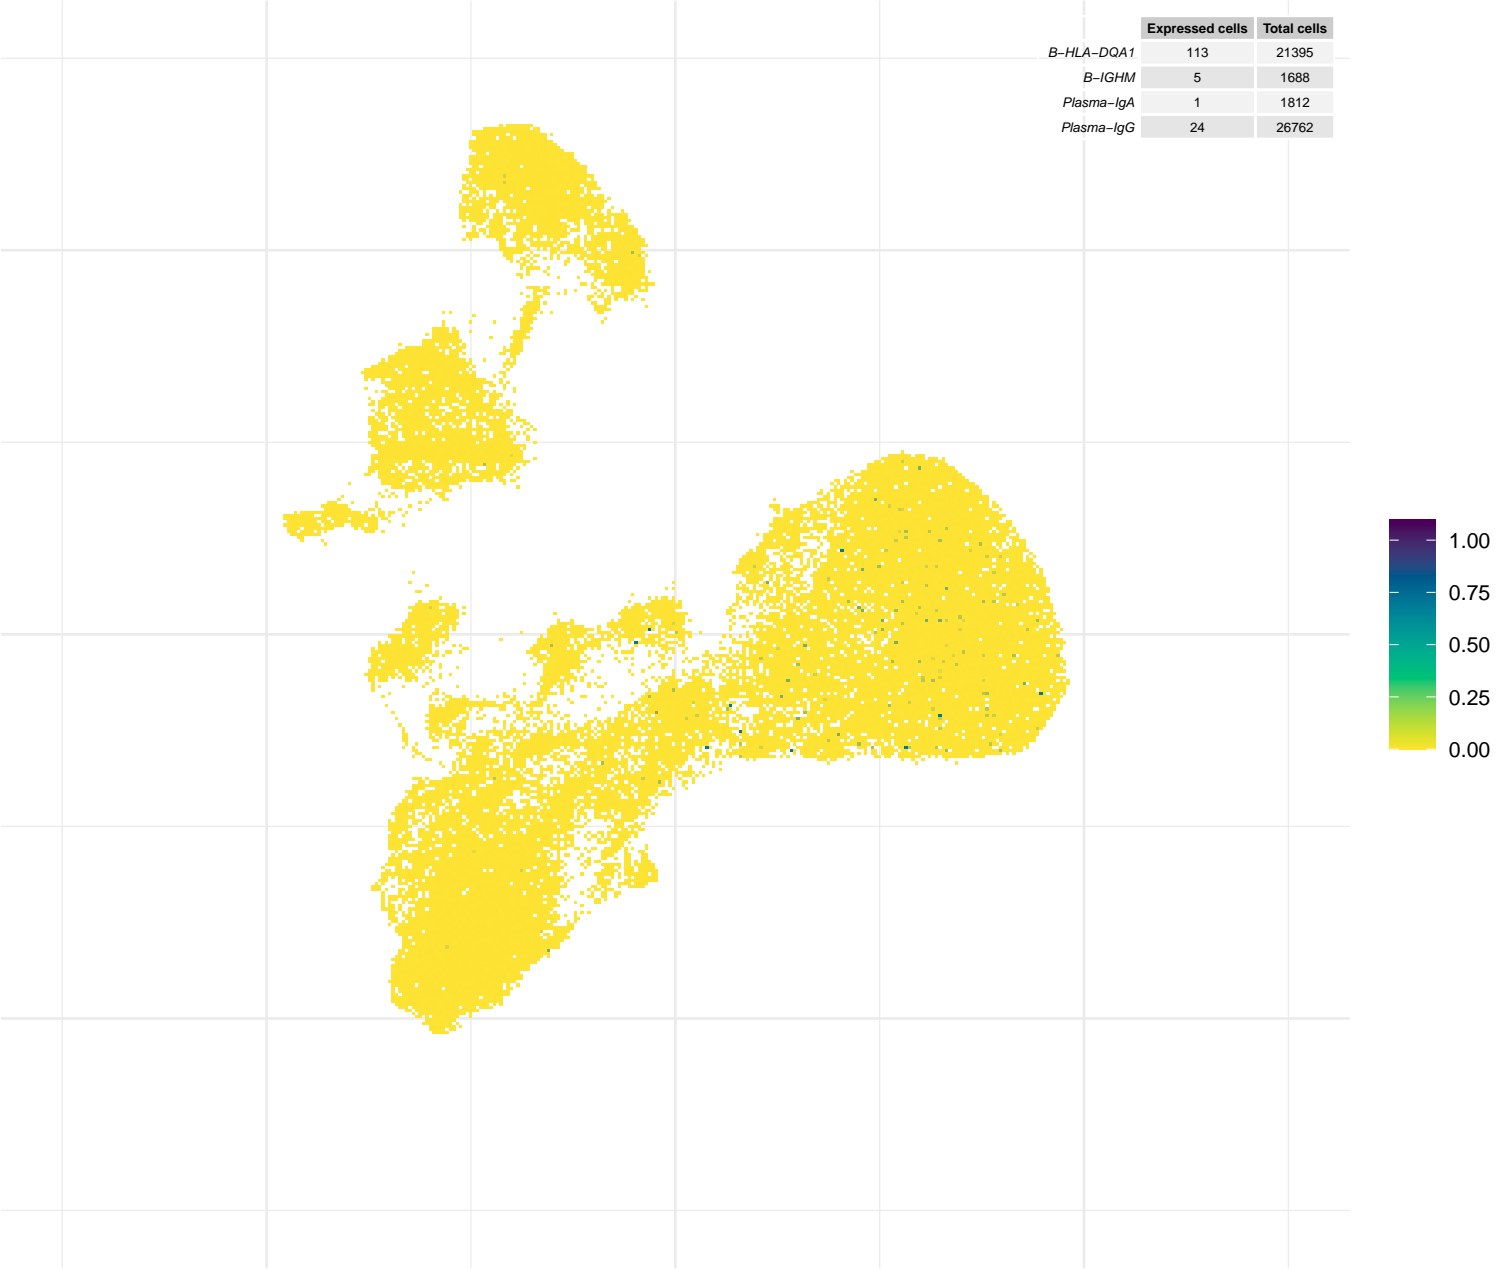 Expressed cells Total cells
B−HLA−DQA1 113 21395
B−IGHM 5 1688
Plasma−IgA 1 1812
Plasma−IgG 24 26762
1.00
0.75
0.50
0.25
0.00